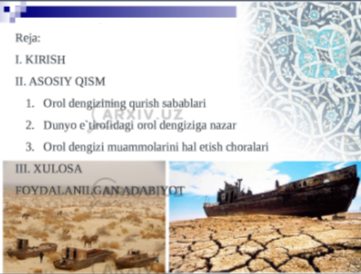 Reja:
I. KIRISH
II. ASOSIY QISM
1. Orol dengizining qurish sabablari
2. Dunyo e`tirofidagi orol dengiziga nazar
3. Orol dengizi muammolarini hal etish choralari
III. XULOSA
FOYDALANILGAN ADABIYOT
ARXIV.UZ